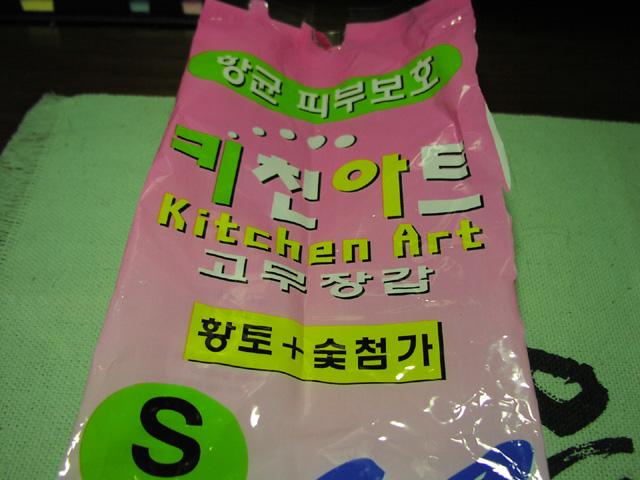 항균 피부보호
키친아트
Kitchen Art
고무장갑
황토+숯첨가
S